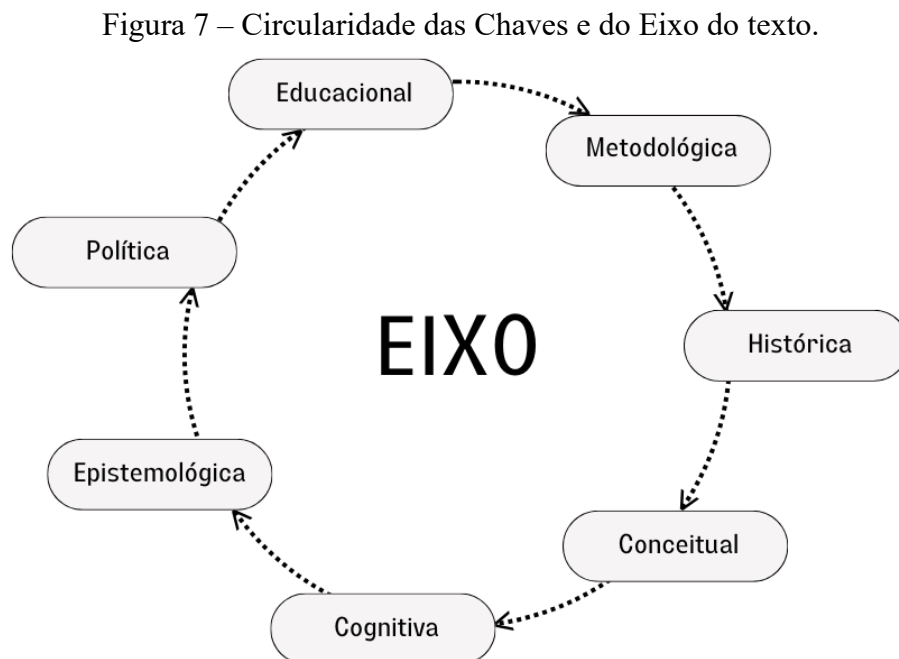 Figura 7 – Circularidade das Chaves e do Eixo do texto.
Educacional
Metodológica
Política
Histórica
EIXO
Epistemológica
Conceitual
Cognitiva